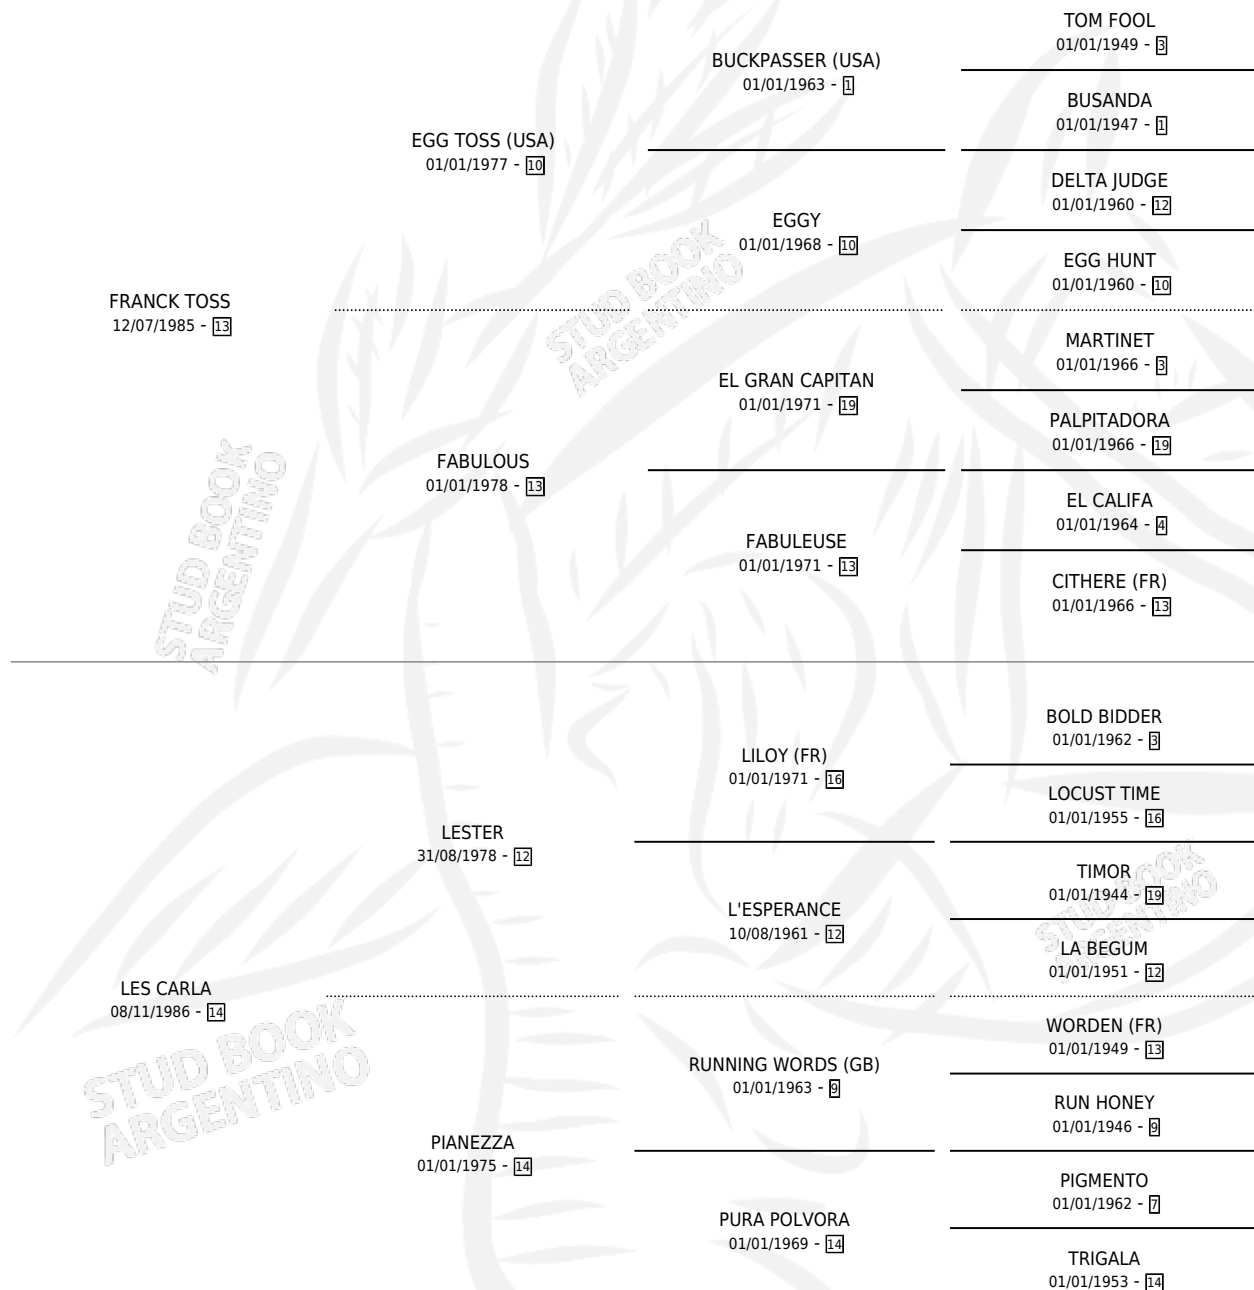 TOM FOOL
01/01/1949 - 3
BUCKPASSER (USA)
01/01/1963 - 1
BUSANDA
01/01/1947 - 1
EGG TOSS (USA)
01/01/1977 - 10
DELTA JUDGE
01/01/1960 - 12
EGGY
01/01/1968 - 10
EGG HUNT
01/01/1960 - 10
STUD BOOK
ARGENTINO
FRANCK TOSS
12/07/1985 - 13
MARTINET
01/01/1966 - 3
EL GRAN CAPITAN
01/01/1971 - 19
PALPITADORA
01/01/1966 - 19
FABULOUS
01/01/1978 - 13
EL CALIFA
01/01/1964 - 4
FABULEUSE
01/01/1971 - 13
CITHERE (FR)
01/01/1966 - 13
STUD BOOK
ARGENTINO
BOLD BIDDER
01/01/1962 - 3
LILOY (FR)
01/01/1971 - 16
LOCUST TIME
01/01/1955 - 16
LESTER
31/08/1978 - 12
TIMOR
01/01/1944 - 19
L'ESPERANCE
10/08/1961 - 12
LA BEGUM
01/01/1951 - 12
STUD BOOK
ARGENTINO
LES CARLA
08/11/1986 - 14
WORDEN (FR)
01/01/1949 - 13
RUNNING WORDS (GB)
01/01/1963 - 9
RUN HONEY
01/01/1946 - 9
STUD BOOK
ARGENTINO
PIANEZZA
01/01/1975 - 14
PIGMENTO
01/01/1962 - 7
PURA POLVORA
01/01/1969 - 14
TRIGALA
01/01/1953 - 14